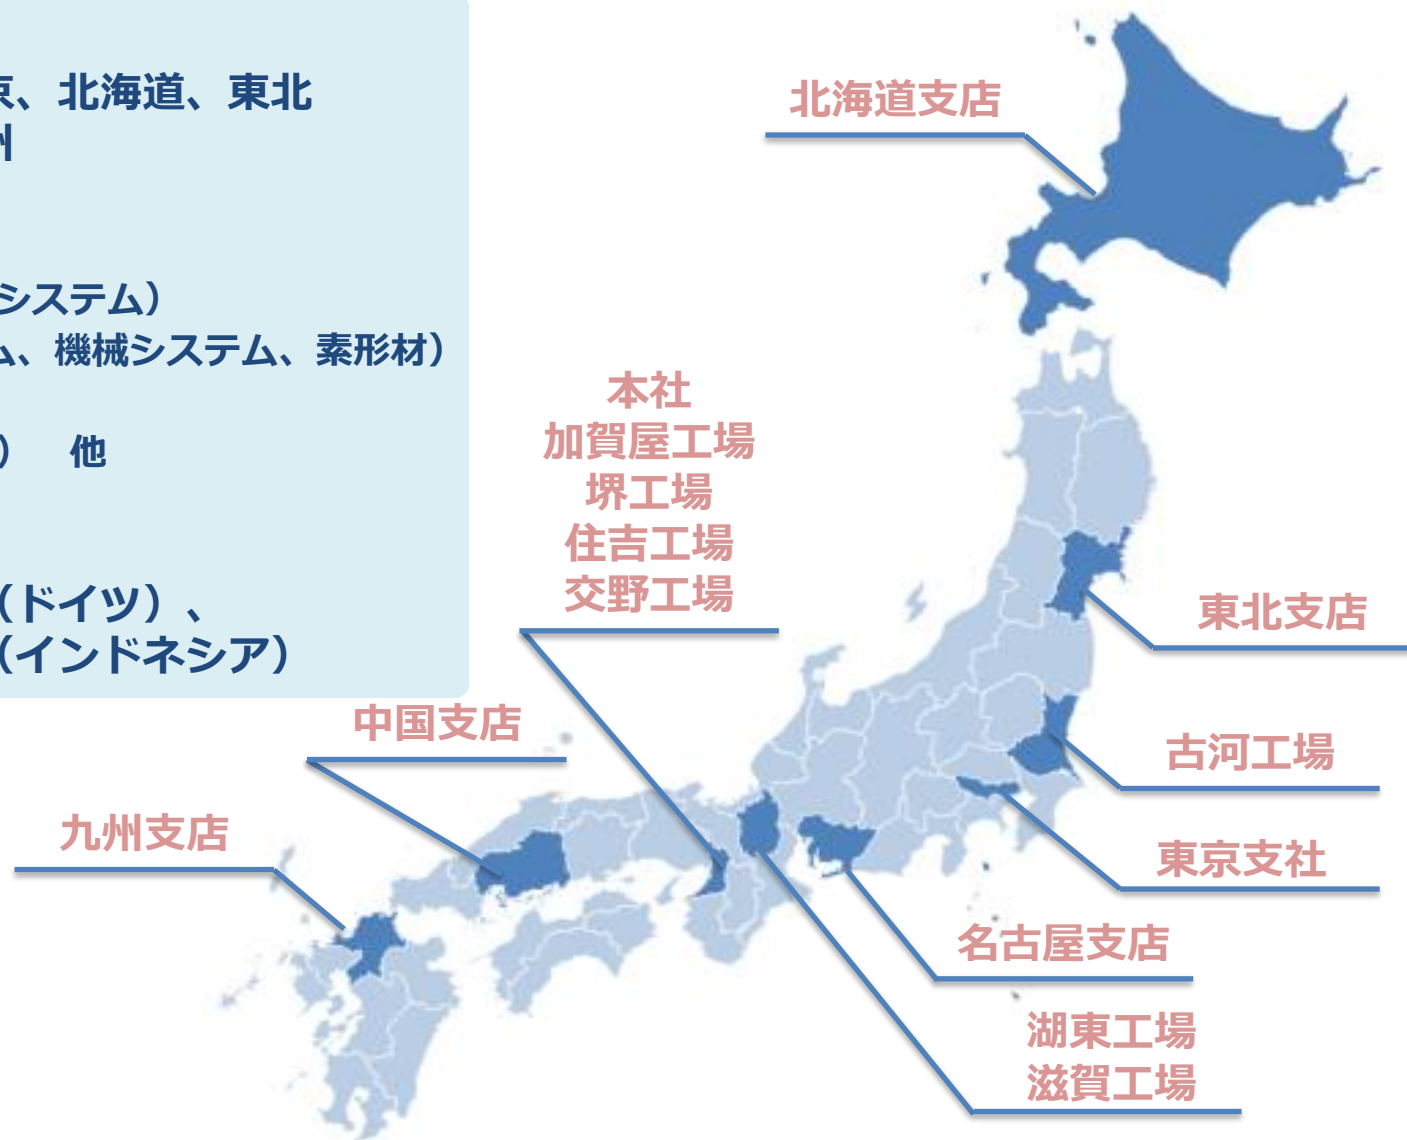 京、北海道、東北
州
システム）
ム、機械システム、素形材）
）　他
（ドイツ）、
（インドネシア）
北海道支店
本社
加賀屋工場
堺工場
住吉工場
交野工場
東北支店
中国支店
古河工場
九州支店
東京支社
名古屋支店
湖東工場
滋賀工場